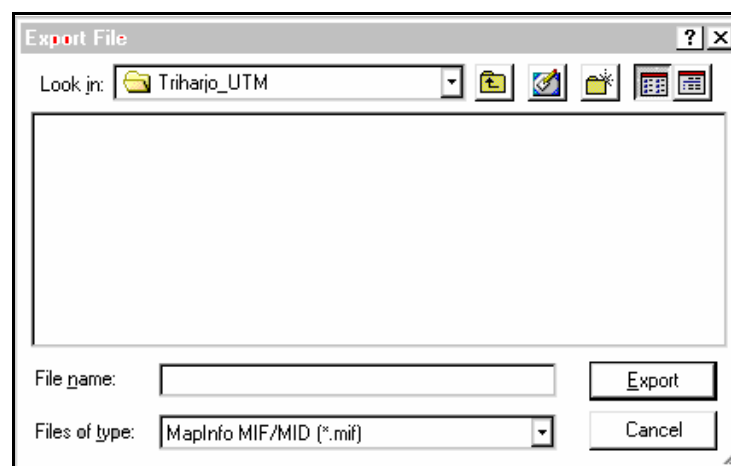 Export File
Look in: Triharjo_UTM
File name:
Export
Files of type: MapInfo MIF/MID (*.mif)
Cancel